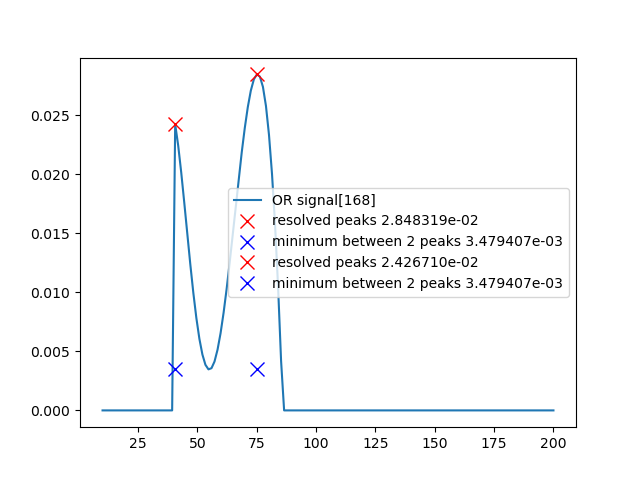 0.025
0.020
0.015
0.010
0.005
0.000
OR signal[168]
resolved peaks 2.848319e-02
minimum between 2 peaks 3.479407e-03
resolved peaks 2.426710e-02
minimum between 2 peaks 3.479407e-03
25 50 75 100 125 150 175 200